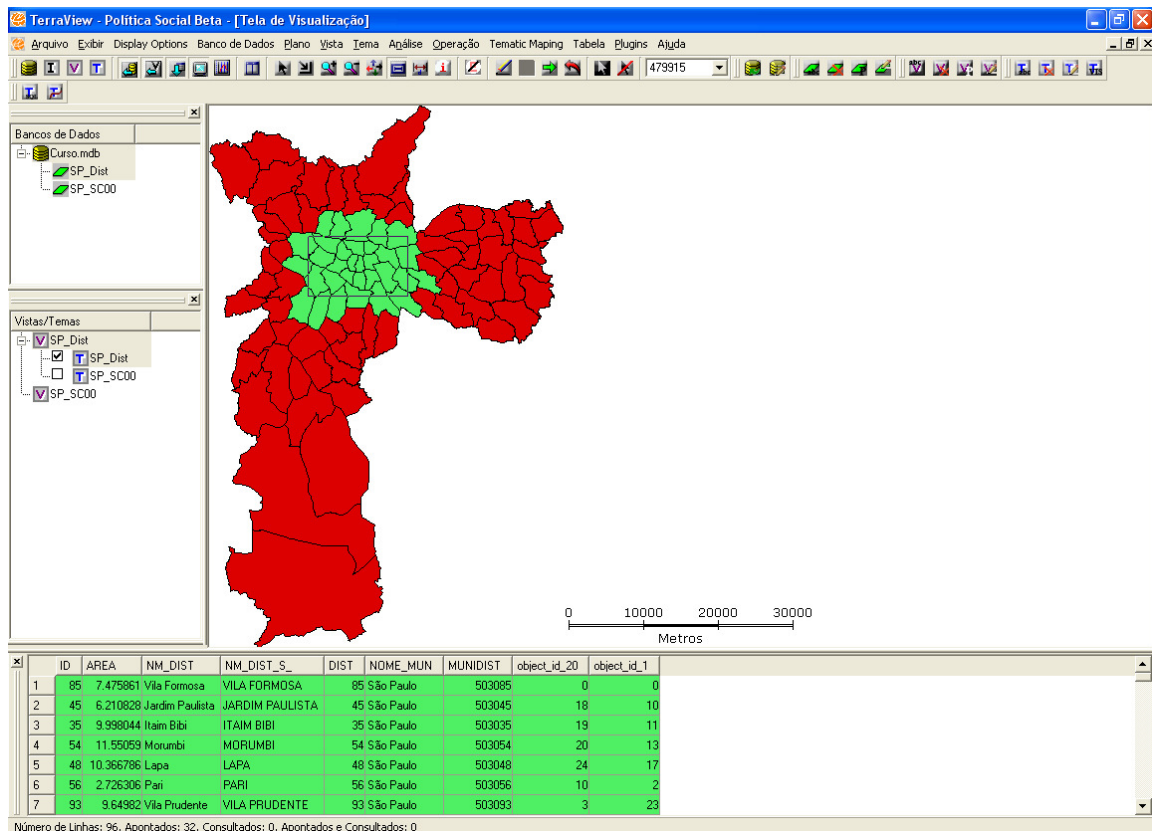 TerraView - Política Social Beta - [Tela de Visualização]
Arquivo Exibir Display Options Banco de Dados Plano Vista Tema Análise Operação Tematic Maping Tabela Plugins Ajuda
479915
Bancos de Dados
Curso.mdb
SP_Dist
SP_SC00
Vistas/Temas
SP_Dist
SP_Dist
SP_SC00
SP_SC00
0 10000 20000 30000
Metros
ID AREA NM_DIST NM_DIST_S_ DIST NOME_MUN MUNIDIST object_id_20 object_id_1
1 85 7.475861 Vila Formosa VILA FORMOSA 85 São Paulo 503085 0 0
2 45 6.210828 Jardim Paulista JARDIM PAULISTA 45 São Paulo 503045 18 10
3 35 9.998044 Itaim Bibi ITAIM BIBI 35 São Paulo 503035 19 11
4 54 11.55059 Morumbi MORUMBI 54 São Paulo 503054 20 13
5 48 10.366786 Lapa LAPA 48 São Paulo 503048 24 17
6 56 2.726306 Pari PARI 56 São Paulo 503056 10 2
7 93 9.64982 Vila Prudente VILA PRUDENTE 93 São Paulo 503093 3 23
Número de Linhas: 96, Apontados: 32, Consultados: 0, Apontados e Consultados: 0